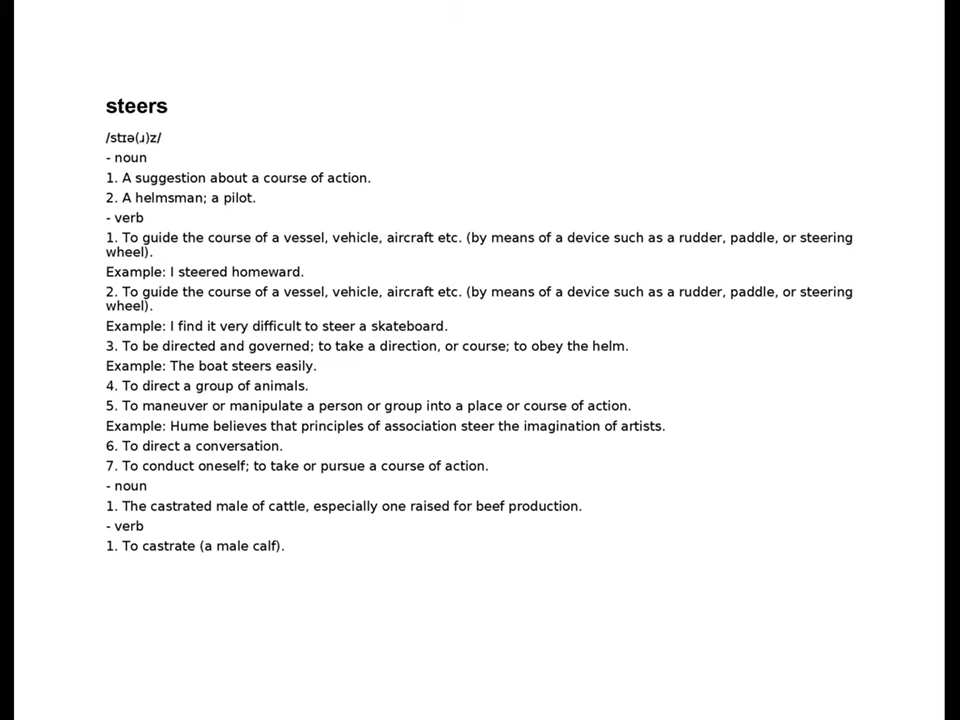 steers
/stɪə(ɹ)z/
- noun
1. A suggestion about a course of action.
2. A helmsman; a pilot.
- verb
1. To guide the course of a vessel, vehicle, aircraft etc. (by means of a device such as a rudder, paddle, or steering
wheel).
Example: I steered homeward.
2. To guide the course of a vessel, vehicle, aircraft etc. (by means of a device such as a rudder, paddle, or steering
wheel).
Example: I find it very difficult to steer a skateboard.
3. To be directed and governed; to take a direction, or course; to obey the helm.
Example: The boat steers easily.
4. To direct a group of animals.
5. To maneuver or manipulate a person or group into a place or course of action.
Example: Hume believes that principles of association steer the imagination of artists.
6. To direct a conversation.
7. To conduct oneself; to take or pursue a course of action.
- noun
1. The castrated male of cattle, especially one raised for beef production.
- verb
1. To castrate (a male calf).